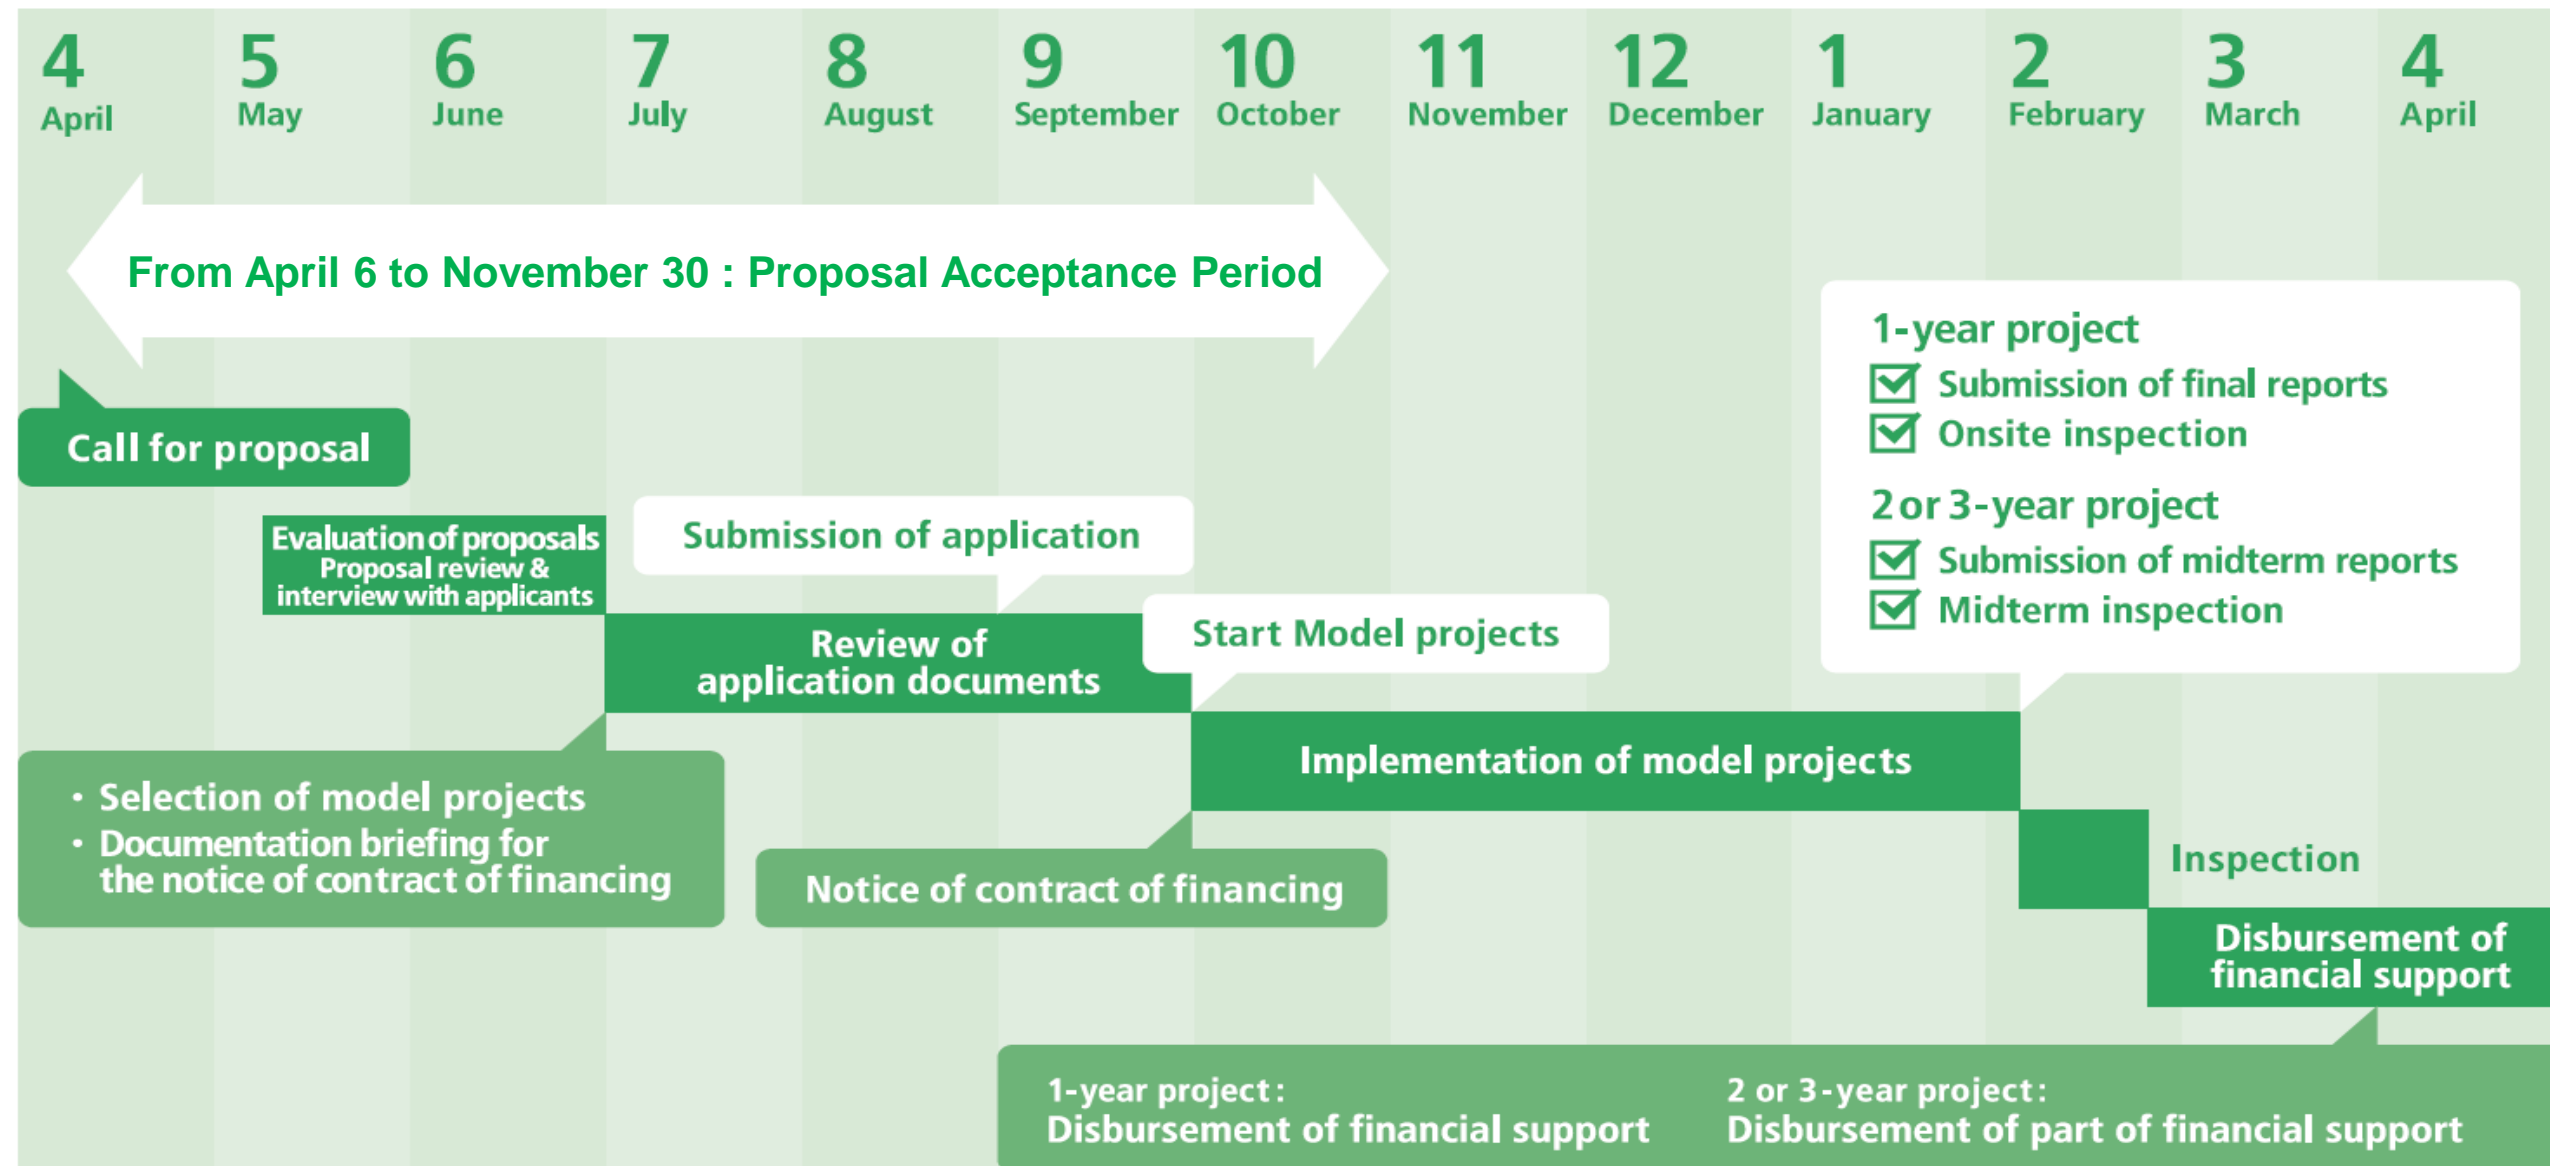 4 5 6 7 8 9 10 11 12 1 2 3 4
April May June July August September October November December January February March April
From April 6 to November 30 : Proposal Acceptance Period
Call for proposal
Evaluation of proposals
Proposal review &
interview with applicants
Submission of application
Review of
application documents
Start Model projects
1-year project
Submission of final reports
Onsite inspection
2 or 3-year project
Submission of midterm reports
Midterm inspection
・Selection of model projects
・Documentation briefing for
the notice of contract of financing
Implementation of model projects
Notice of contract of financing
Inspection
Disbursement of
financial support
1-year project:
Disbursement of financial support
2 or 3-year project:
Disbursement of part of financial support